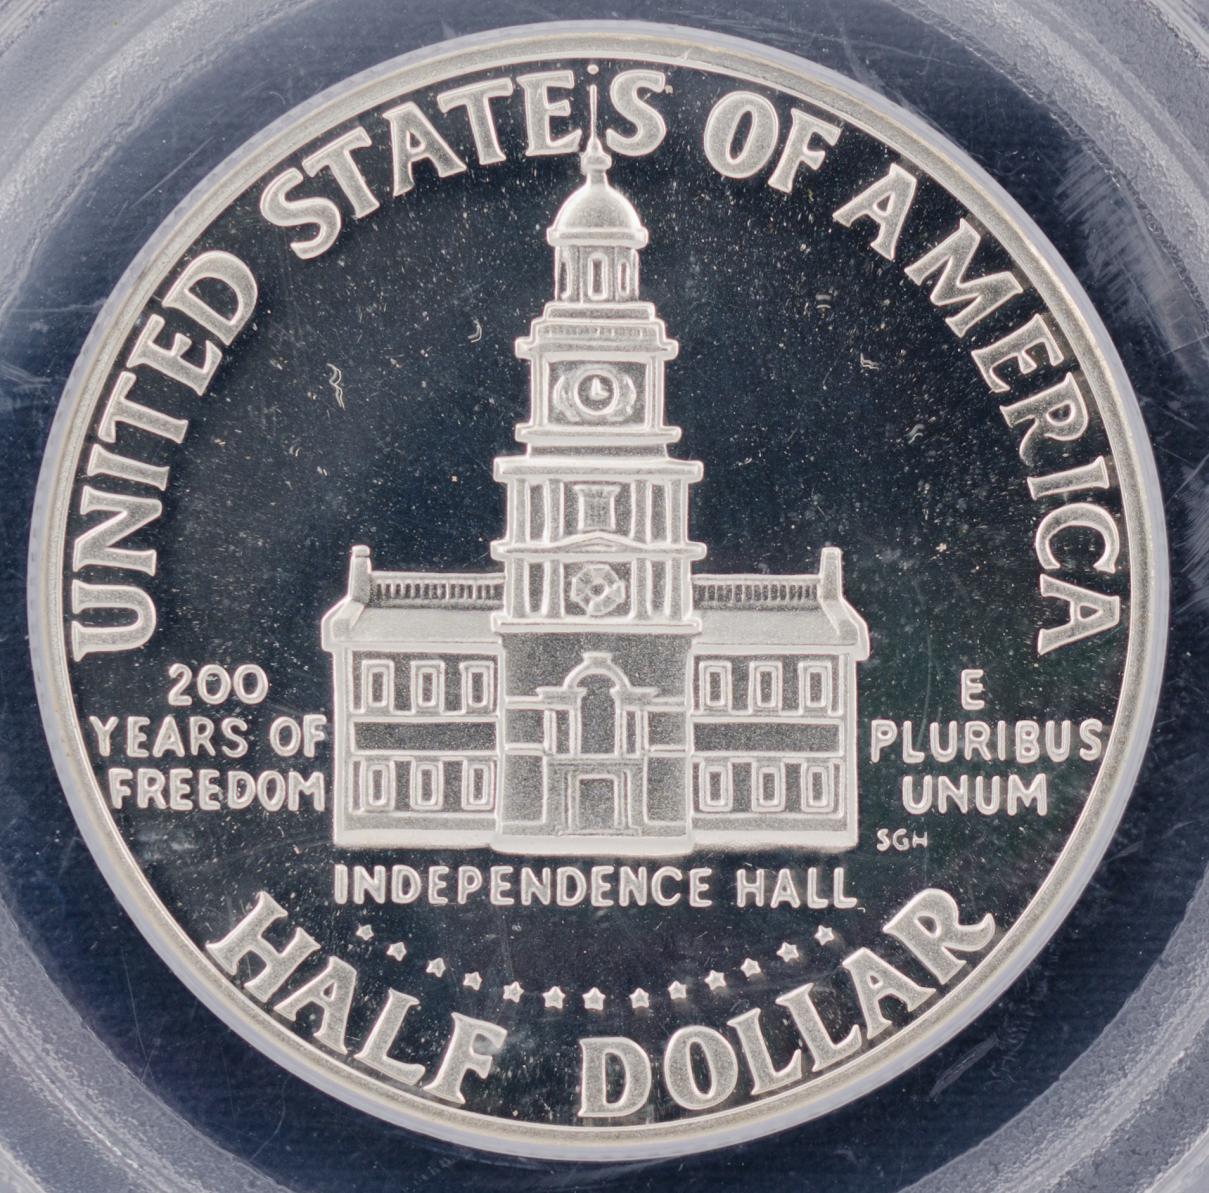 UNITED STATES OF AMERICA
200
YEARS OF
FREEDOM
E
PLURIBUS
UNUM
SGH
INDEPENDENCE HALL
HALF DOLLAR